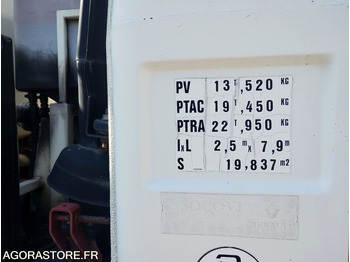 PV 13 T,520 KG
PTAC 19 T,450 KG
PTRA 22 T,950 KG
IxL 2,5 m x 7,9 m
S 19,837 m2
AGORASTORE.FR